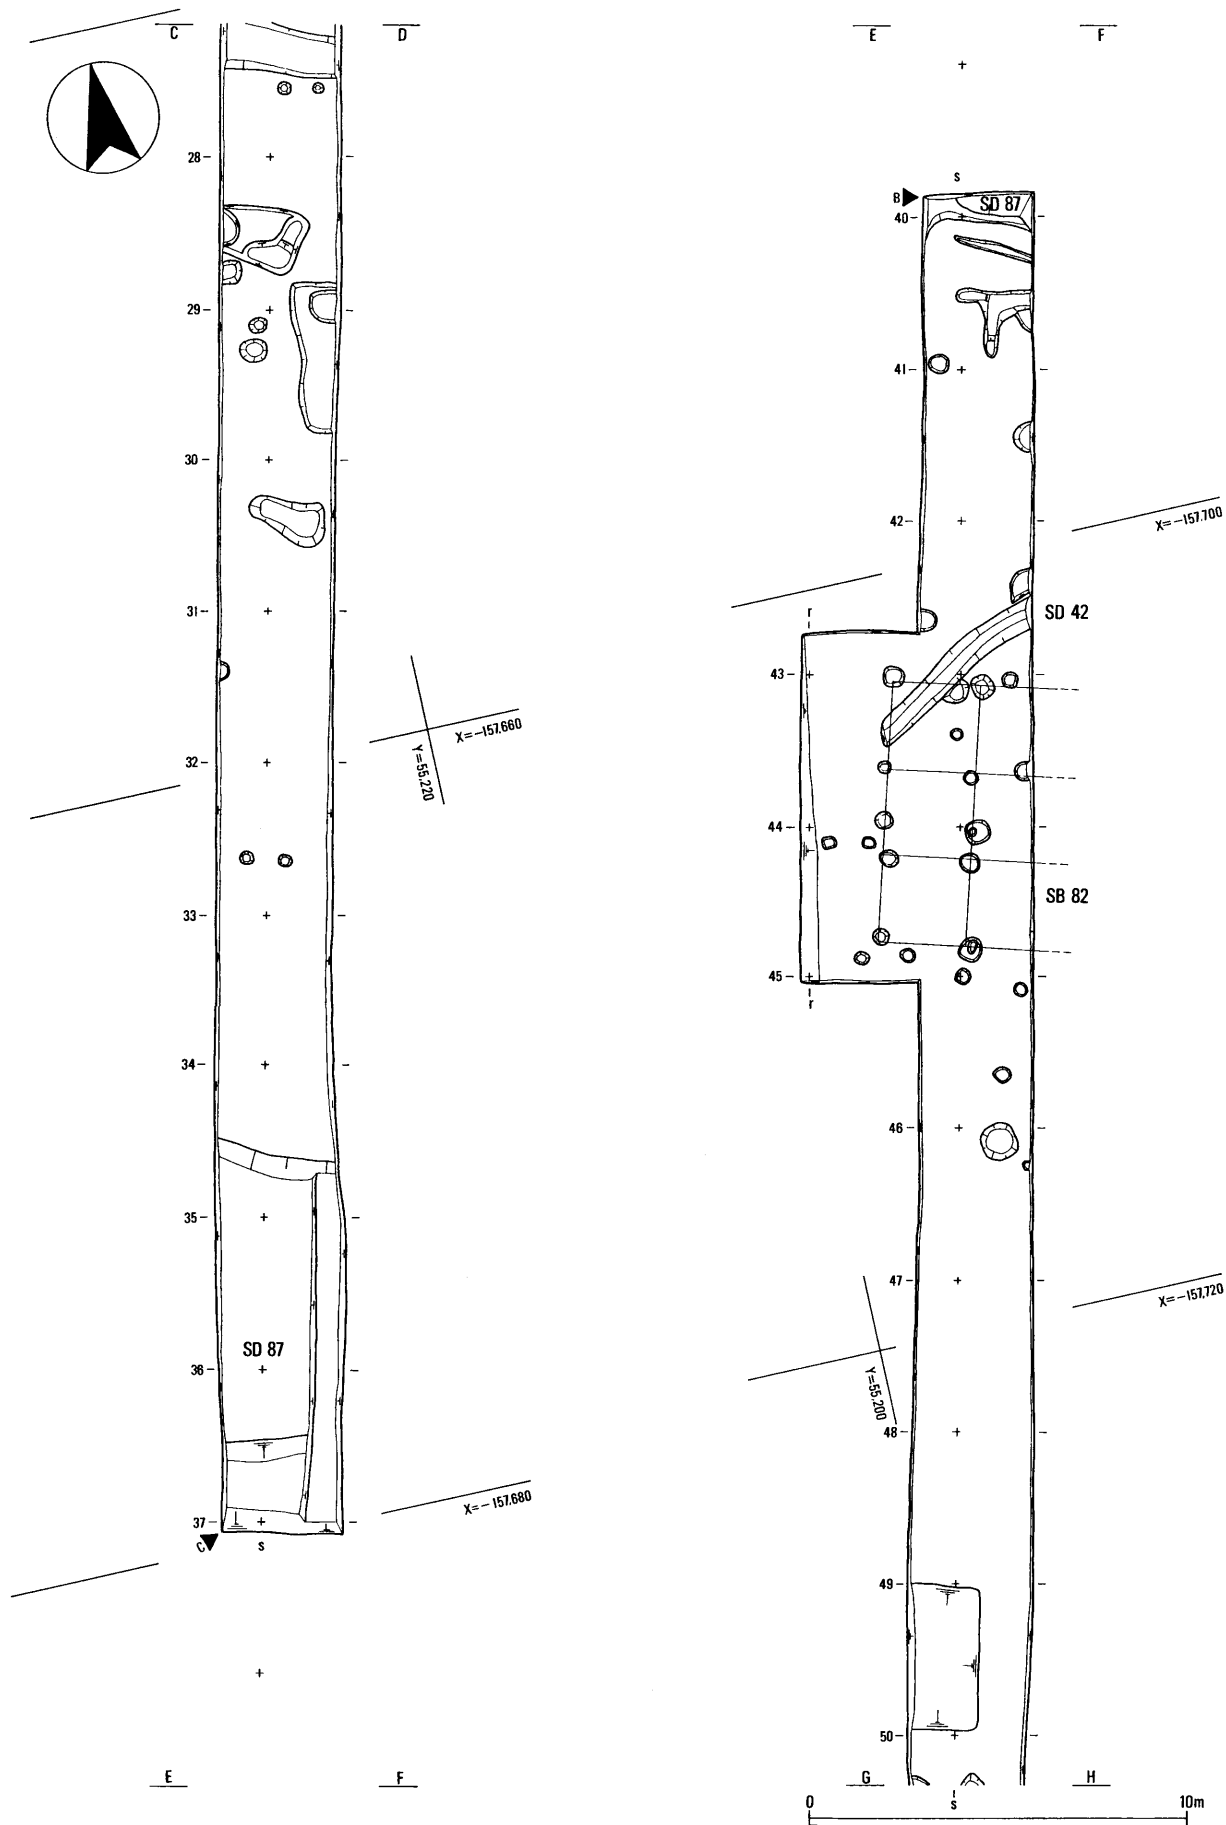 C
D
28
29
30
31
32
33
34
35
36
37
X=-157,660
Y=55,220
SD 87
X=-157,680
C
s
E
F
E
F
s
B
SD 87
40
41
42
X=-157,700
r
SD 42
43
44
SB 82
45
r
46
47
X=-157,720
Y=55,200
48
49
50
G
H
s
0
10m